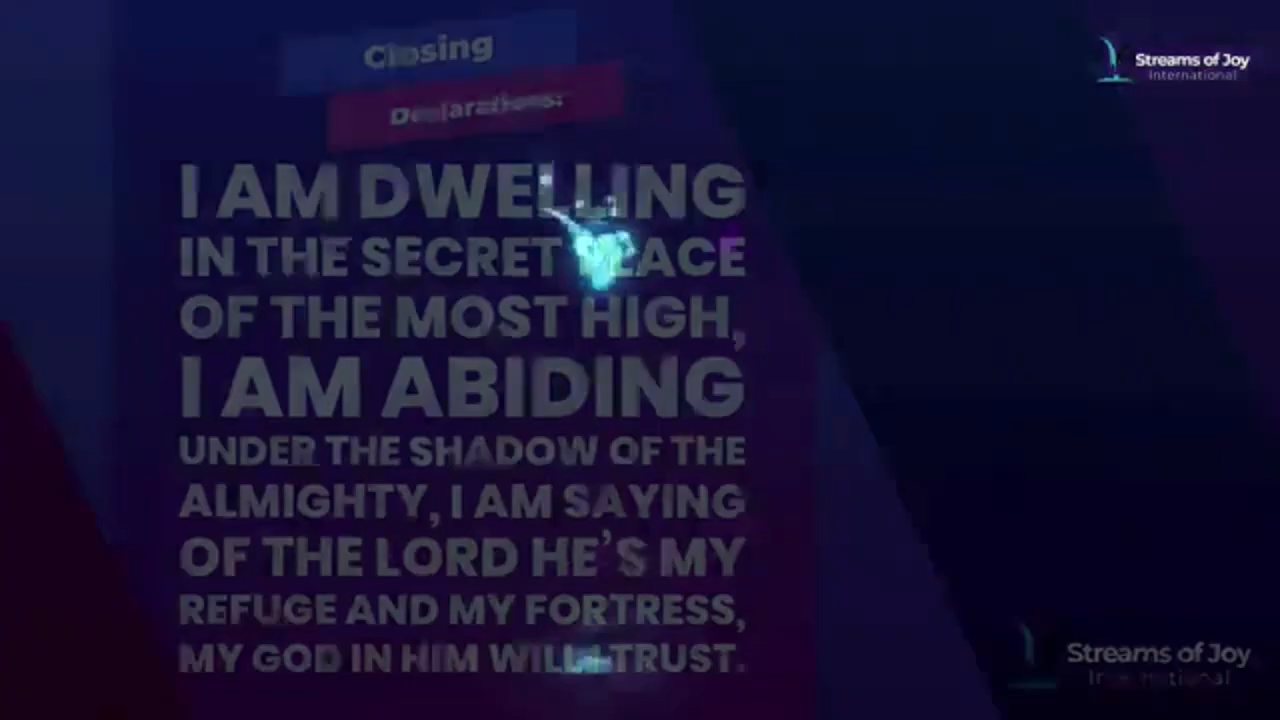 Closing
Declarations:
Streams of Joy
International
I AM DWELLING
IN THE SECRET PLACE
OF THE MOST HIGH,
I AM ABIDING
UNDER THE SHADOW OF THE
ALMIGHTY, I AM SAYING
OF THE LORD HE'S MY
REFUGE AND MY FORTRESS,
MY GOD IN HIM WILL I TRUST.
Streams of Joy
International